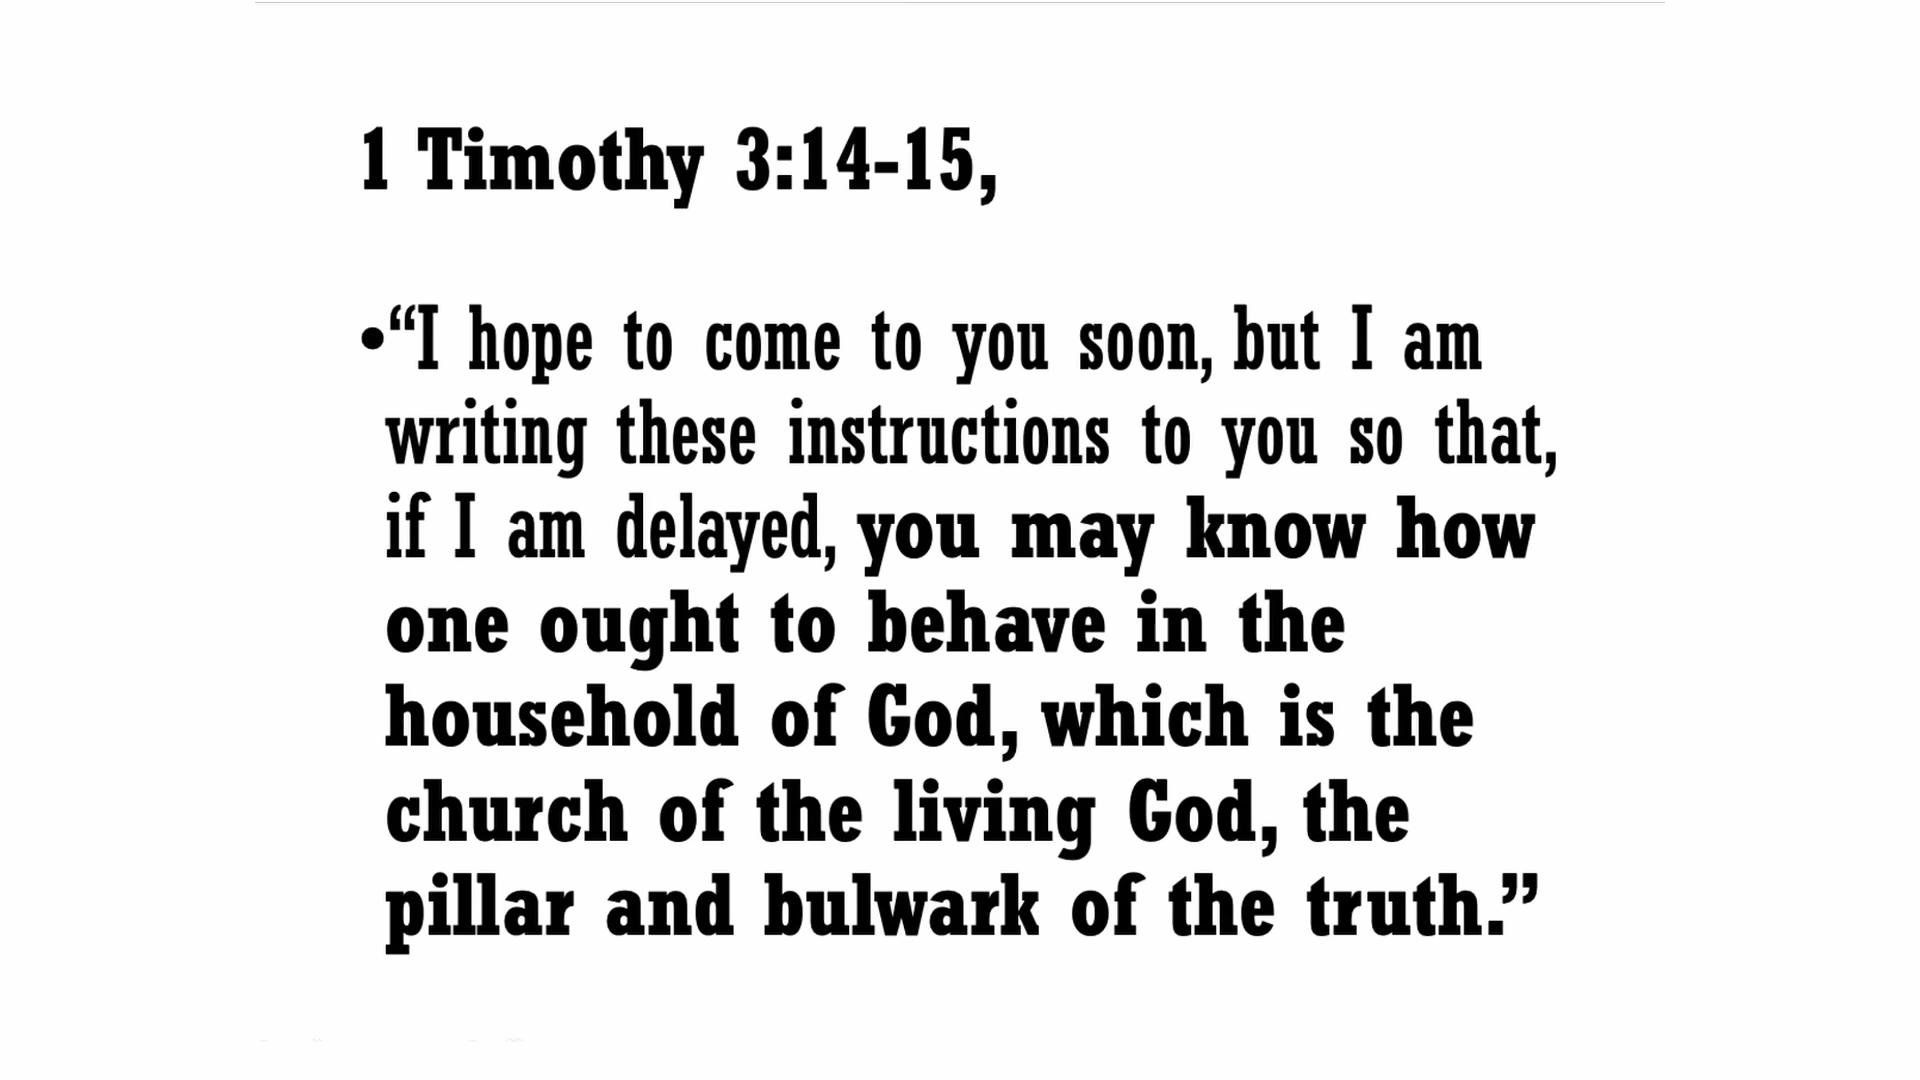 1 Timothy 3:14-15,
•“I hope to come to you soon, but I am
writing these instructions to you so that,
if I am delayed, you may know how
one ought to behave in the
household of God, which is the
church of the living God, the
pillar and bulwark of the truth.”